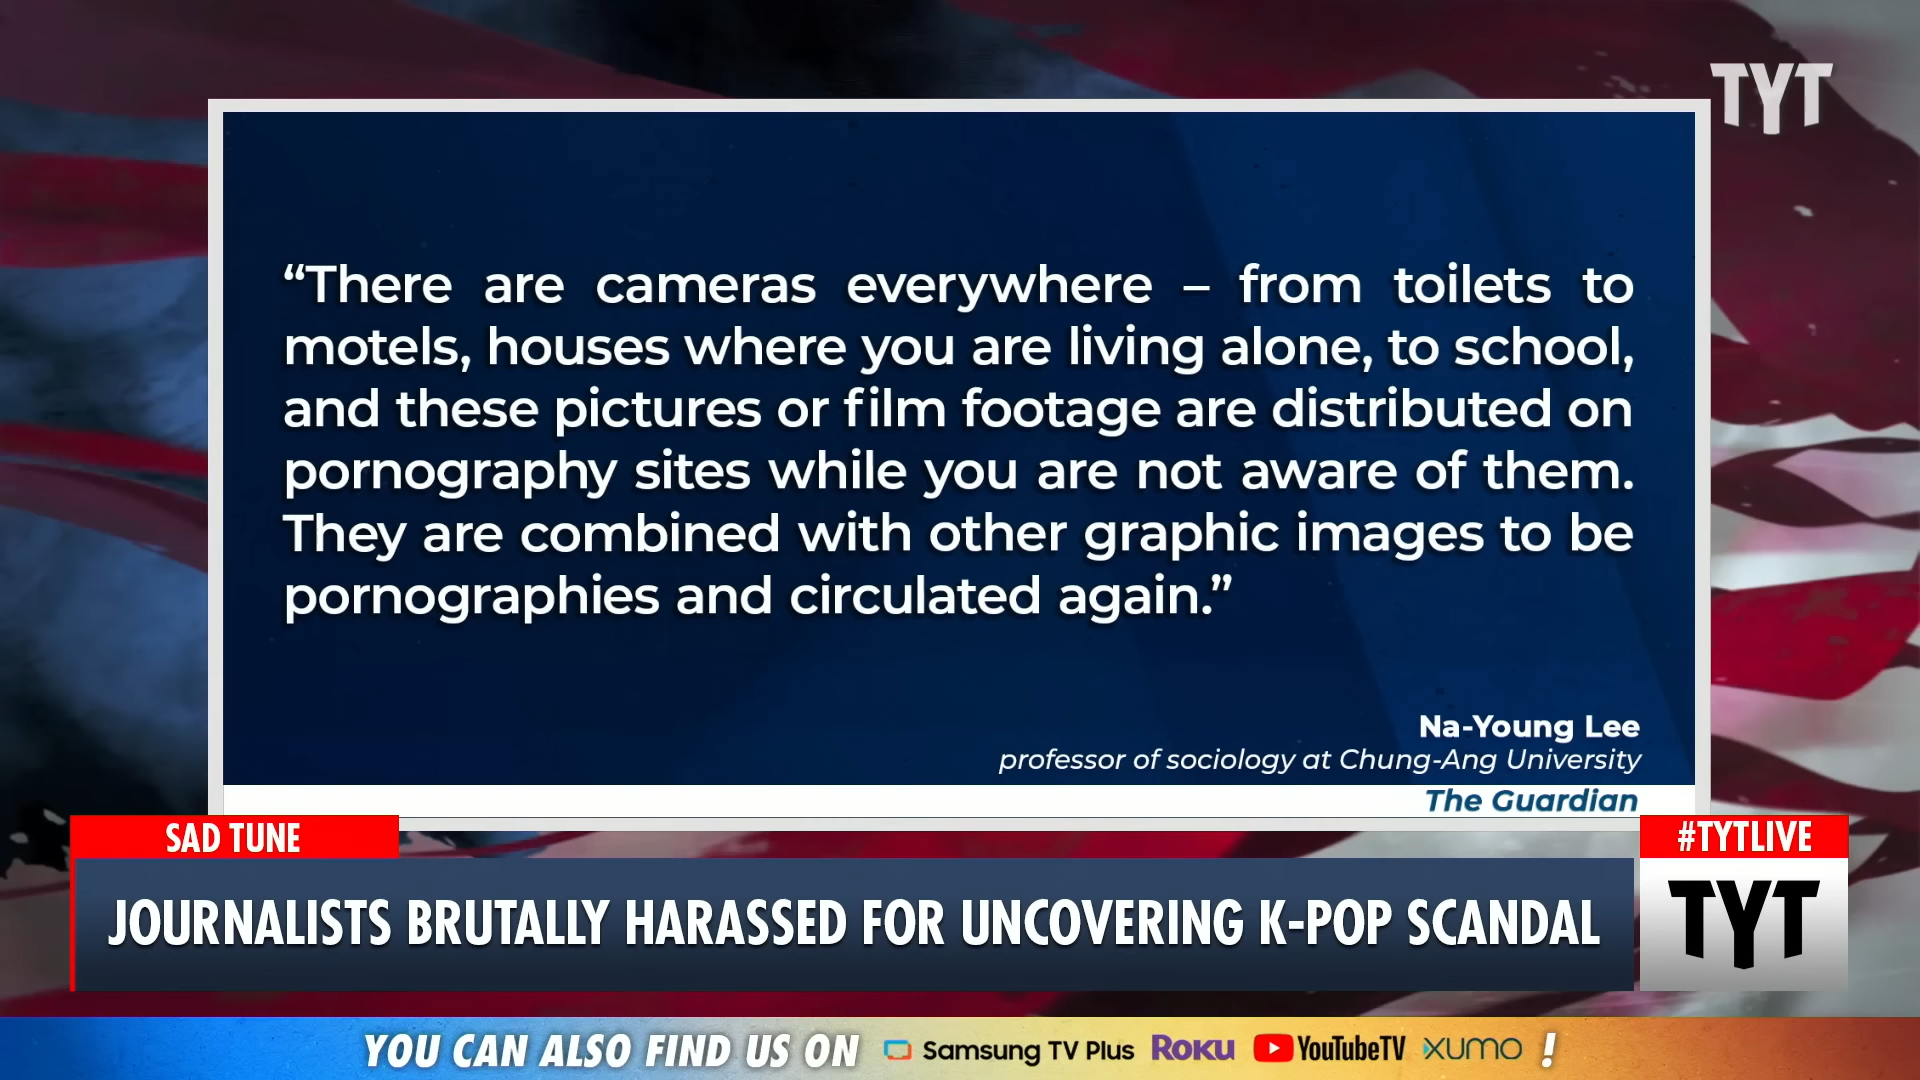 TYT
“There are cameras everywhere – from toilets to
motels, houses where you are living alone, to school,
and these pictures or film footage are distributed on
pornography sites while you are not aware of them.
They are combined with other graphic images to be
pornographies and circulated again.”
Na-Young Lee
professor of sociology at Chung-Ang University
The Guardian
SAD TUNE
#TYTLIVE
JOURNALISTS BRUTALLY HARASSED FOR UNCOVERING K-POP SCANDAL
TYT
YOU CAN ALSO FIND US ON Samsung TV Plus ROKU YouTubeTV XUMO !